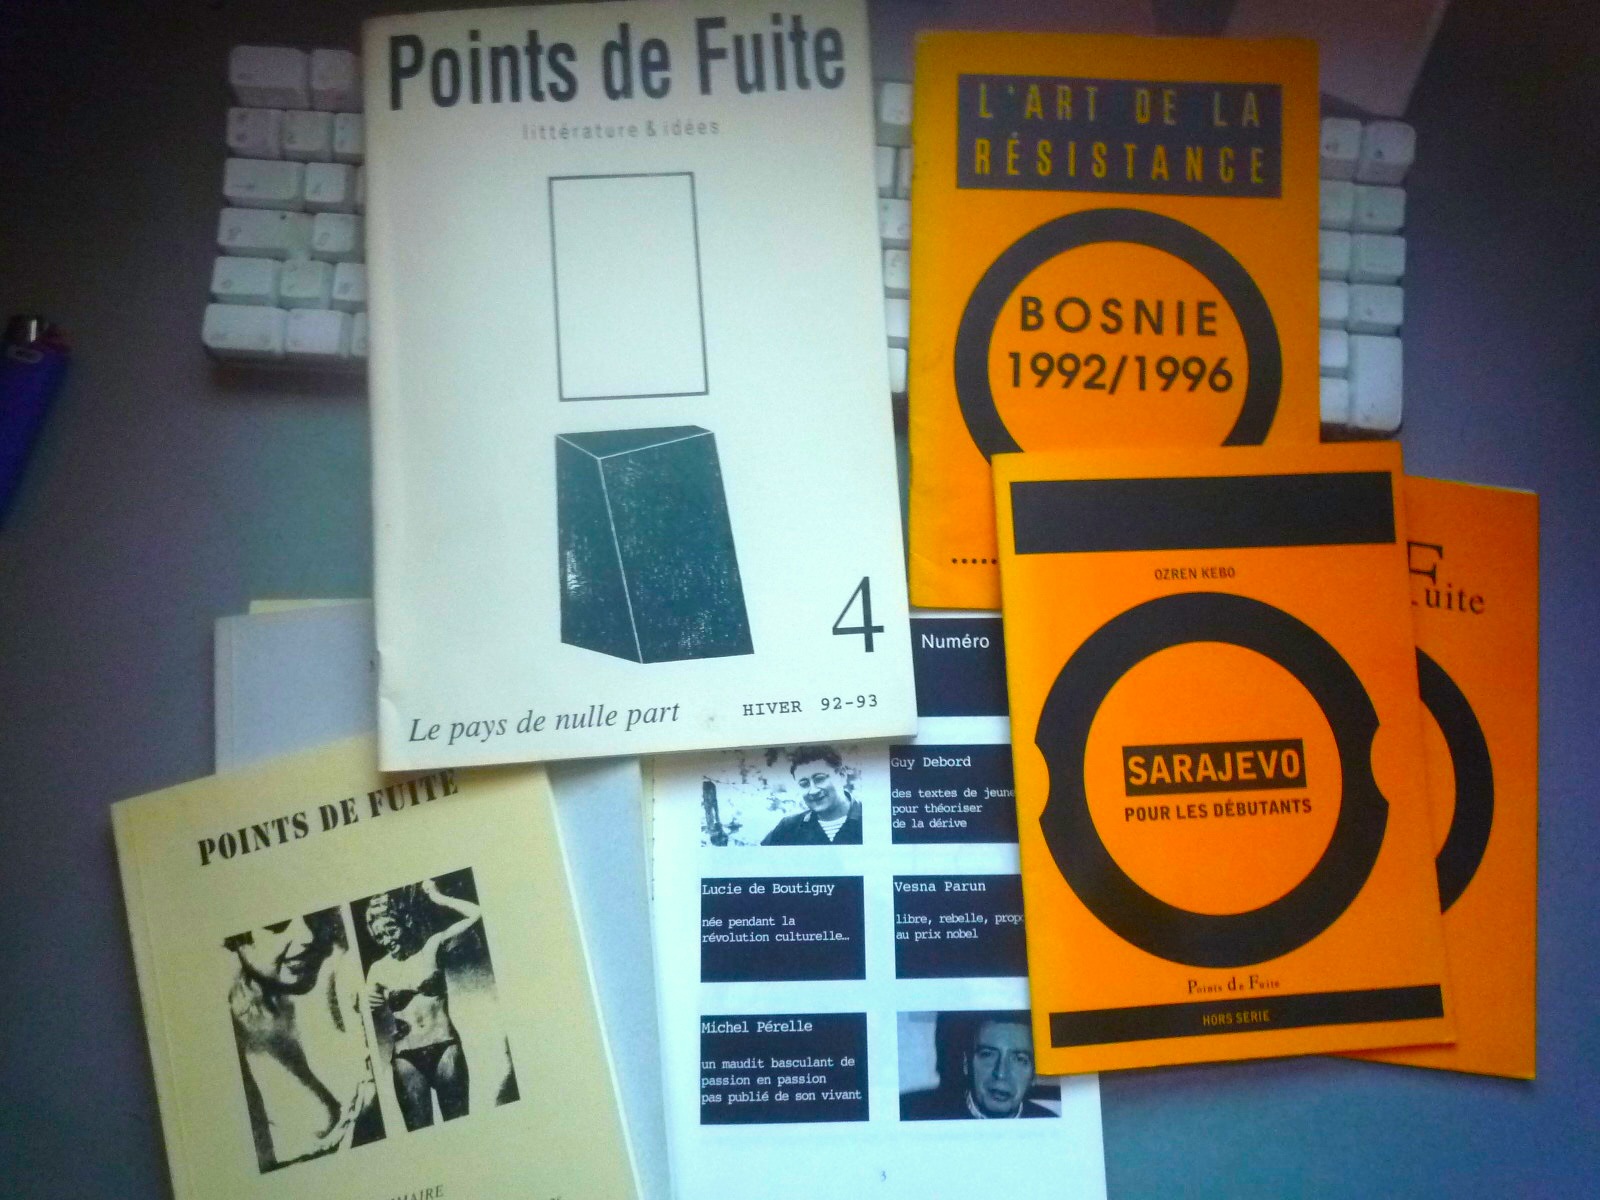 Points de Fuite
littérature & idées
4
Le pays de nulle part
HIVER 92-93
L'ART DE LA
RÉSISTANCE
BOSNIE
1992/1996
OZREN KEBO
SARAJEVO
POUR LES DÉBUTANTS
Points de Fuite
HORS SÉRIE
Fuite
POINTS DE FUITE
Numéro
Guy Debord
des textes de jeune
pour théoriser
de la dérive
Lucie de Boutigny
née pendant la
révolution culturelle…
Vesna Parun
libre, rebelle, propo
au prix nobel
Michel Pérelle
un maudit basculant de
passion en passion
pas publié de son vivant
3